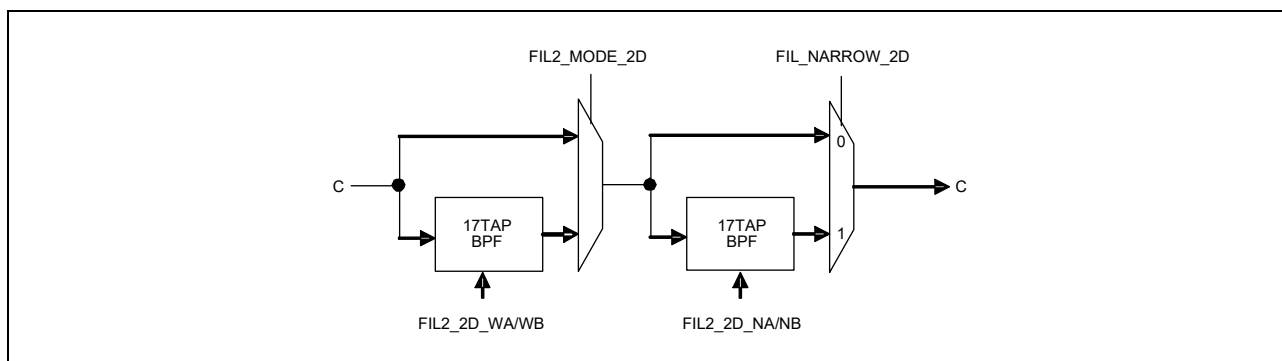 FIL2_MODE_2D
FIL_NARROW_2D
0
C
C
17TAP
BPF
17TAP
BPF
1
FIL2_2D_WA/WB
FIL2_2D_NA/NB